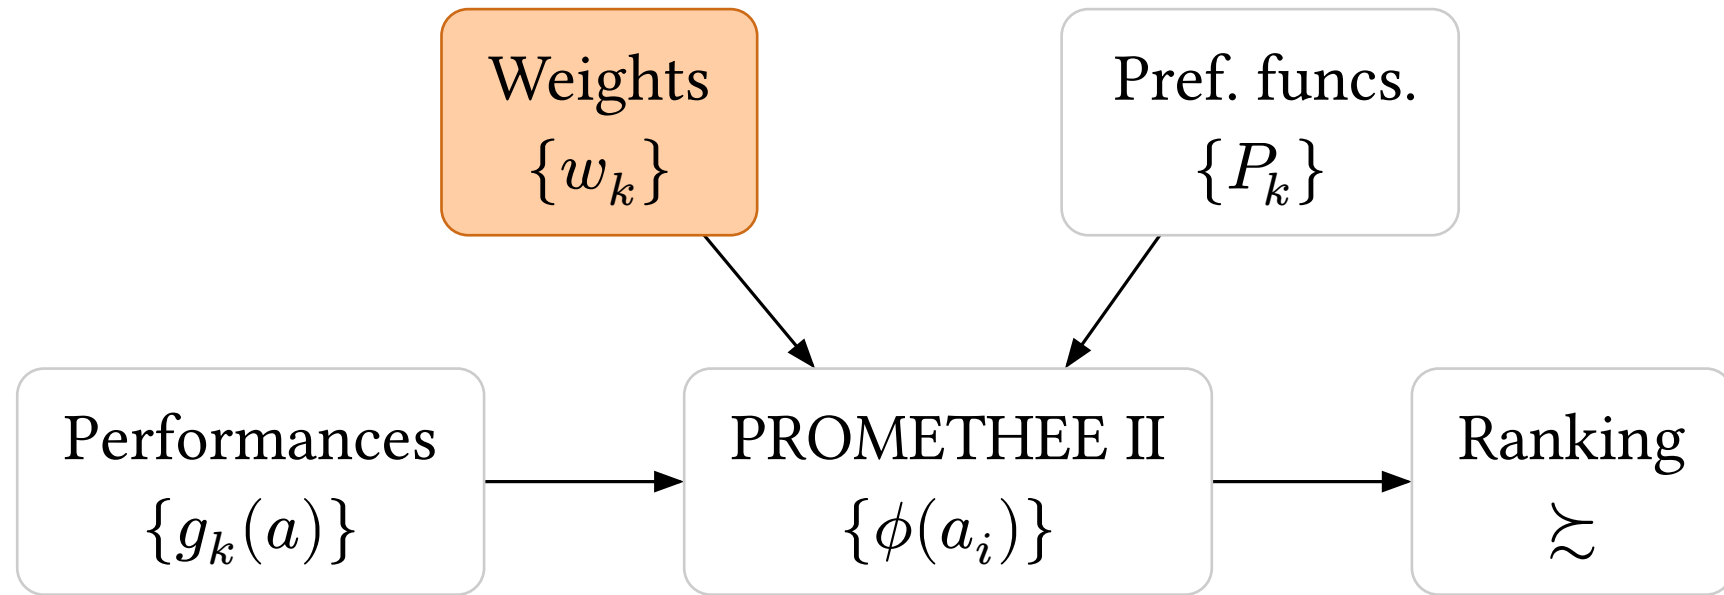 Weights
{w_k}
Pref. funcs.
{P_k}
Performances
{g_k(a)}
PROMETHEE II
{ϕ(a_i)}
Ranking
≿